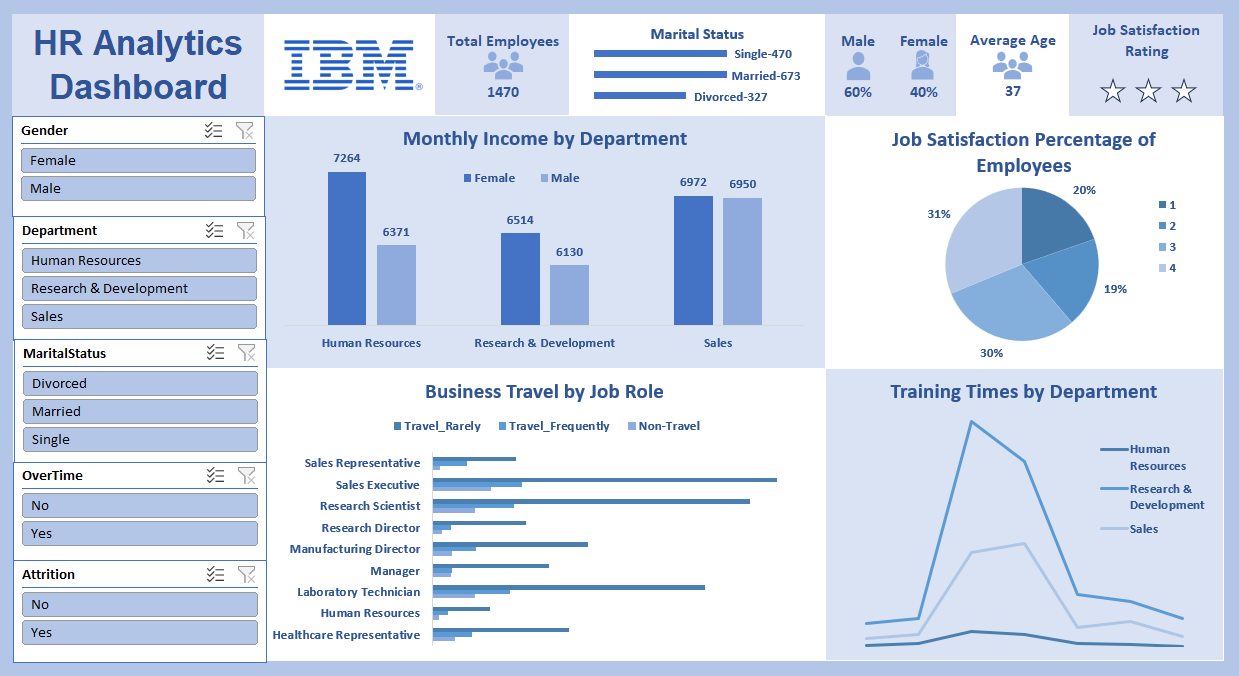 HR Analytics
Dashboard
IBM®
Total Employees
1470
Marital Status
Single-470
Married-673
Divorced-327
Male
60%
Female
40%
Average Age
37
Job Satisfaction
Rating
Gender
Female
Male
Department
Human Resources
Research & Development
Sales
MaritalStatus
Divorced
Married
Single
OverTime
No
Yes
Attrition
No
Yes
Monthly Income by Department
Female Male
7264
6371
6514
6130
6972
6950
Human Resources
Research & Development
Sales
Job Satisfaction Percentage of
Employees
20%
19%
30%
31%
1
2
3
4
Business Travel by Job Role
Travel_Rarely Travel_Frequently Non-Travel
Sales Representative
Sales Executive
Research Scientist
Research Director
Manufacturing Director
Manager
Laboratory Technician
Human Resources
Healthcare Representative
Training Times by Department
Human
Resources
Research &
Development
Sales